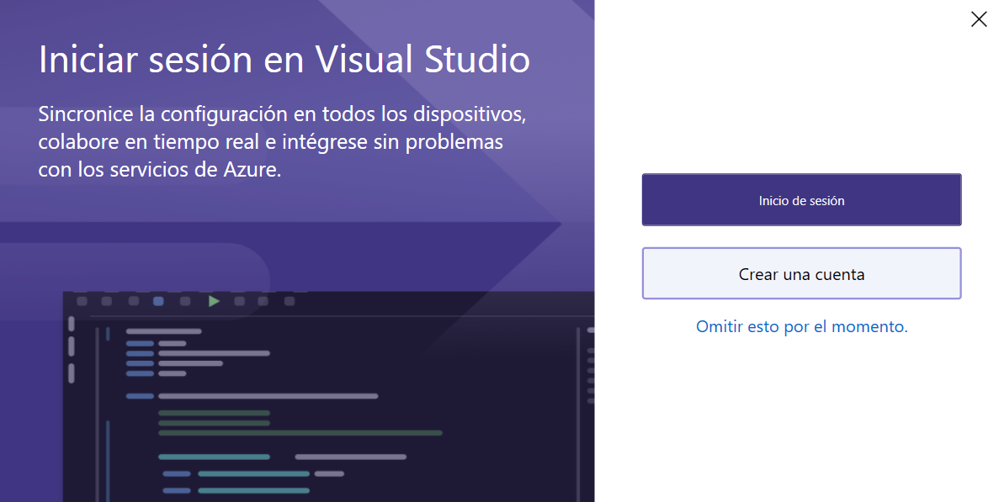 Iniciar sesión en Visual Studio
Sincronice la configuración en todos los dispositivos,
colabore en tiempo real e intégrese sin problemas
con los servicios de Azure.
Inicio de sesión
Crear una cuenta
Omitir esto por el momento.